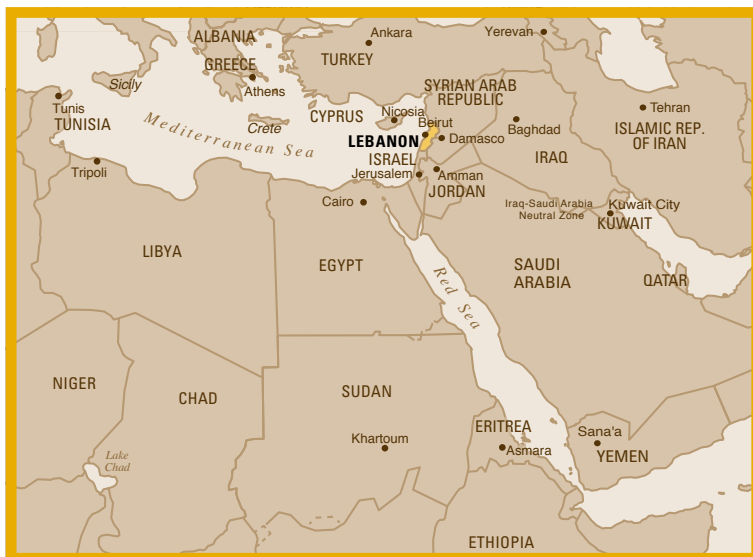 ALBANIA
Ankara
Yerevan
GREECE
TURKEY
Sicily
Athens
SYRIAN ARAB
REPUBLIC
Tehran
Tunis
TUNISIA
Crete
CYPRUS
Nicosia
Beirut
Baghdad
ISLAMIC REP.
OF IRAN
Mediterranean Sea
LEBANON
Damasco
IRAQ
ISRAEL
Tripoli
Jerusalem
Amman
JORDAN
Cairo
Iraq-Saudi Arabia
Neutral Zone
Kuwait City
KUWAIT
LIBYA
EGYPT
Red Sea
SAUDI
ARABIA
QATAR
NIGER
CHAD
SUDAN
ERITREA
Sana'a
Khartoum
Asmara
YEMEN
Lake
Chad
ETHIOPIA